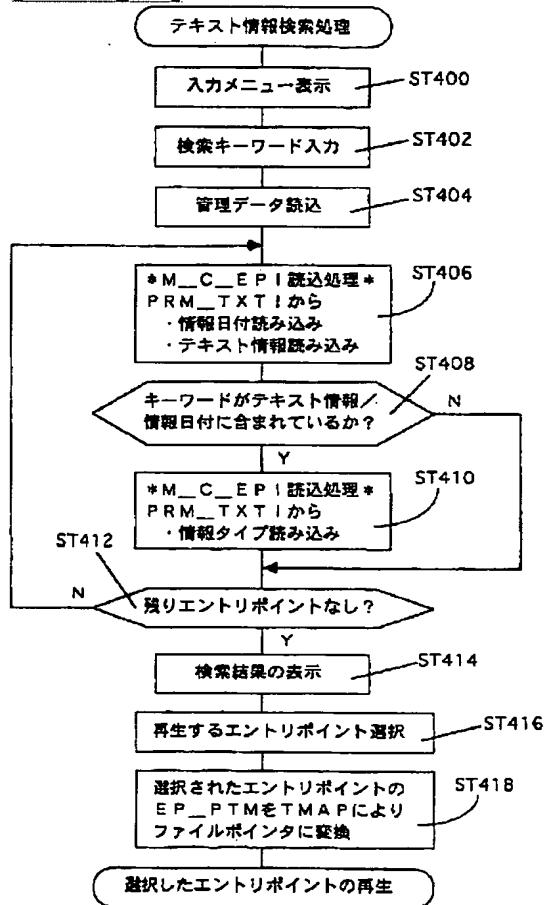 テキスト情報検索処理
入力メニュー表示
ST400
検索キーワード入力
ST402
管理データ読込
ST404
*M__C__EPI読込処理*
PRM__TXTIから
・情報日付読み込み
・テキスト情報読み込み
ST406
ST408
キーワードがテキスト情報/
情報日付に含まれているか?
N
Y
*M__C__EPI読込処理*
PRM__TXTIから
・情報タイプ読み込み
ST410
ST412
N
残りエントリポイントなし?
Y
検索結果の表示
ST414
再生するエントリポイント選択
ST416
選択されたエントリポイントの
EP__PTMをTMAPにより
ファイルポインタに変換
ST418
選択したエントリポイントの再生